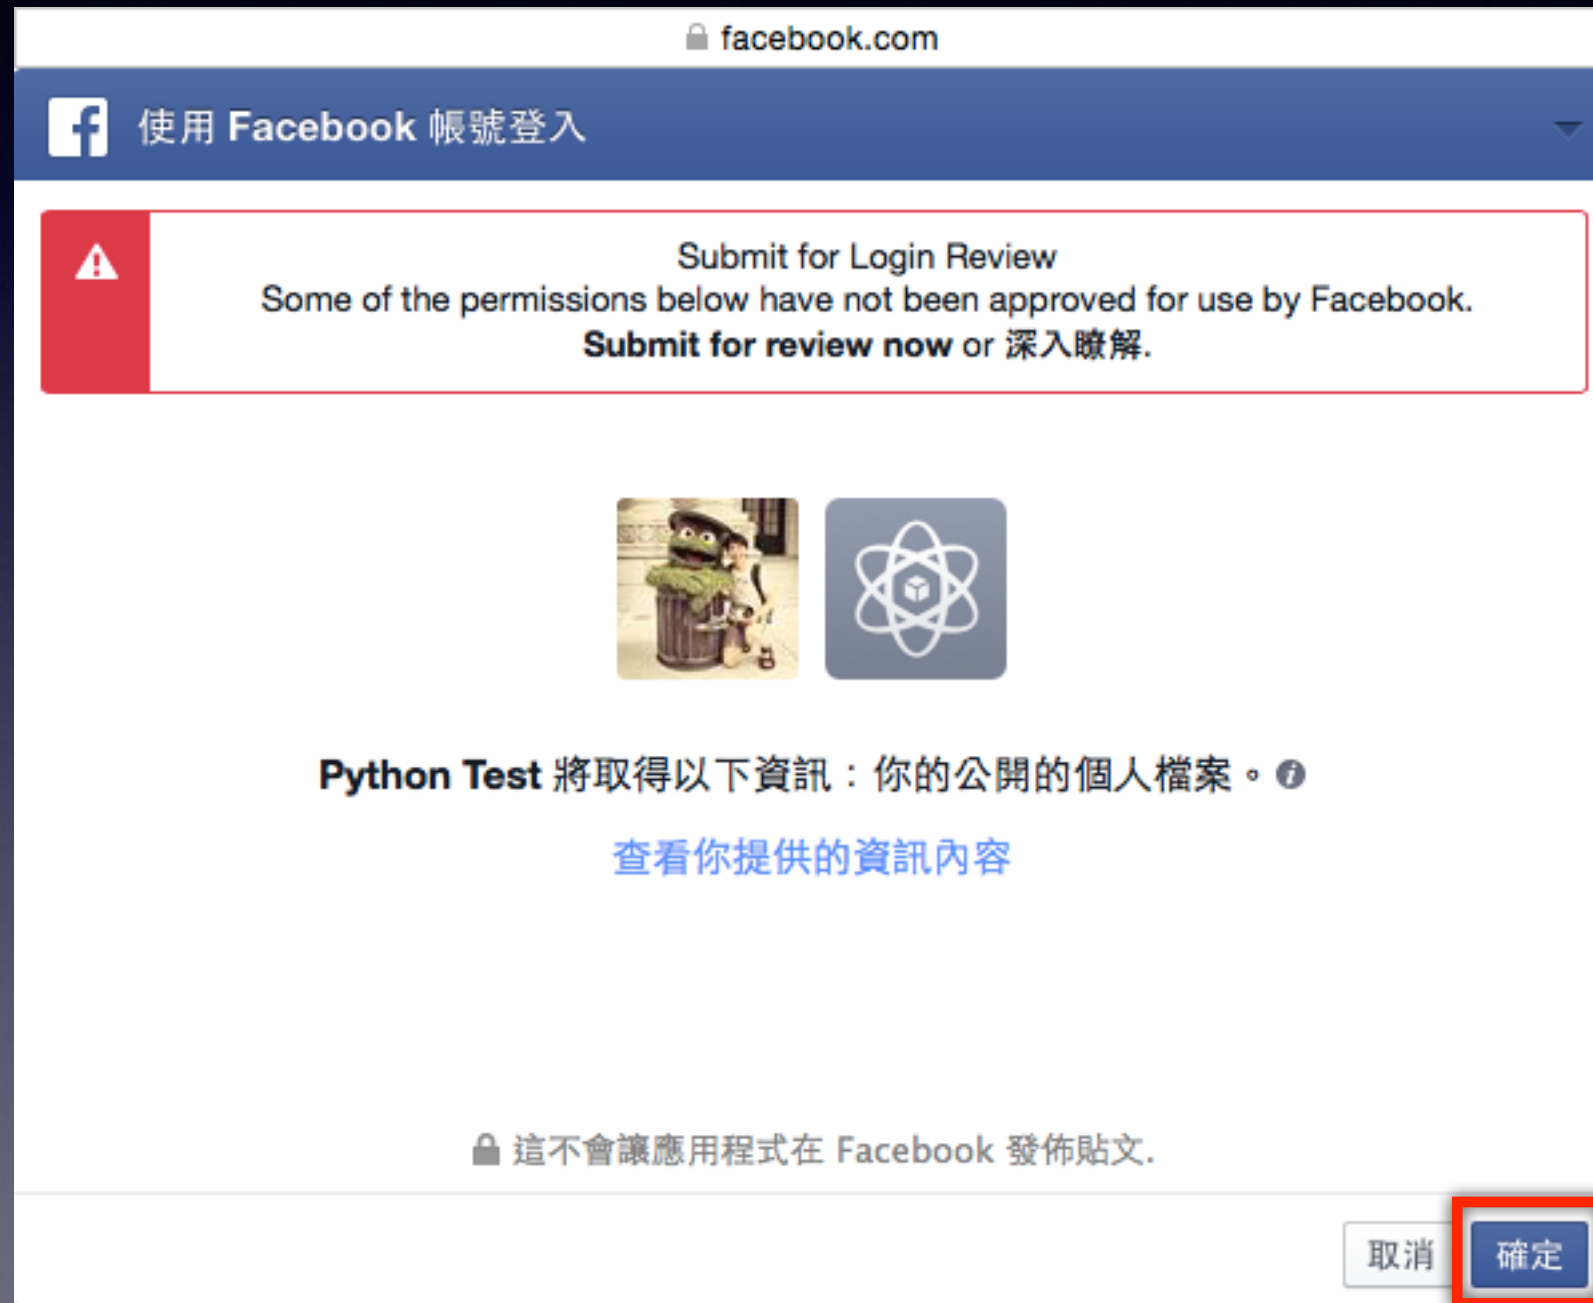 facebook.com
使用 Facebook 帳號登入
Submit for Login Review
Some of the permissions below have not been approved for use by Facebook.
Submit for review now or 深入瞭解.
Python Test 將取得以下資訊：你的公開的個人檔案。
查看你提供的資訊內容
這不會讓應用程式在 Facebook 發佈貼文.
取消
確定